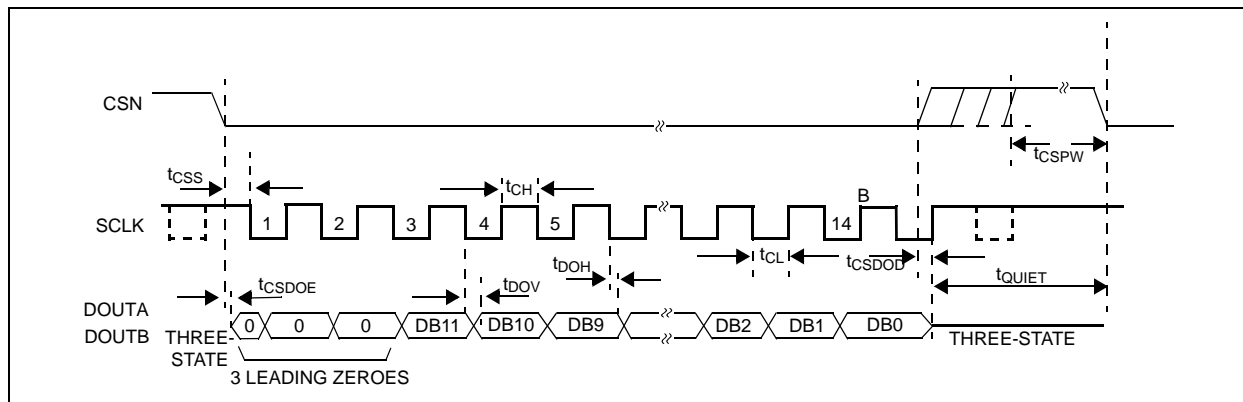 CSN
tCSPW
tCSS
tCH
B
SCLK
1 2 3 4 5 14
tCL
tCSDOD
tDOH
tQUIET
tCSDOE
tDOV
DOUTA
DOUTB
0 0 0 DB11 DB10 DB9 DB2 DB1 DB0
THREE-
STATE
THREE-STATE
3 LEADING ZEROES